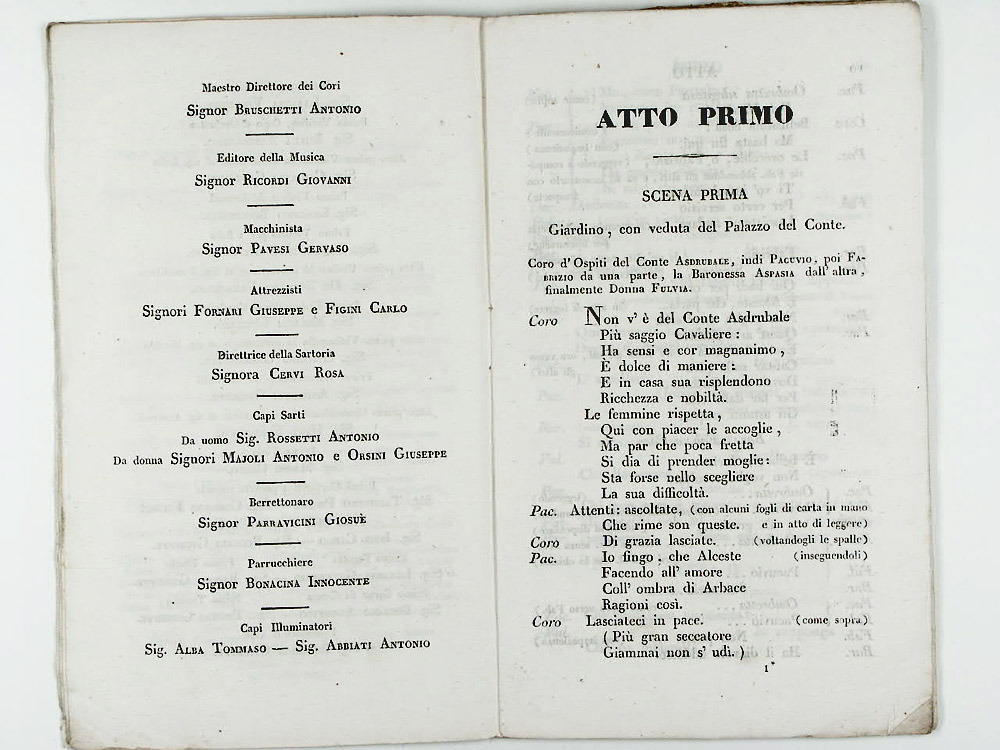 Maestro Direttore dei Cori
Signor BRUSCHETTI ANTONIO
Editore della Musica
Signor RICORDI GIOVANNI
Macchinista
Signor PAVESI GERVASO
Attrezzisti
Signori FORNARI GIUSEPPE e FIGINI CARLO
Direttrice della Sartoria
Signora CERVI ROSA
Capi Sarti
Da uomo Sig. ROSSETTI ANTONIO
Da donna Signori MAJOLI ANTONIO e ORSINI GIUSEPPE
Berrettonaro
Signor PARRAVICINI GIOSUÈ
Parrucchiere
Signor BONACINA INNOCENTE
Capi Illuminatori
Sig. ALBA TOMMASO — Sig. ABBIATI ANTONIO
ATTO PRIMO
SCENA PRIMA
Giardino, con veduta del Palazzo del Conte.
Coro d'Ospiti del Conte ASDRUBALE, indi PACUVIO, poi FA-
BRIZIO da una parte, la Baronessa ASPASIA dall'altra,
finalmente Donna FULVIA.
Coro Non v'è del Conte Asdrubale
Più saggio Cavaliere:
Ha sensi e cor magnanimo,
È dolce di maniere:
E in casa sua risplendono
Ricchezza e nobiltà.
Le femmine rispetta,
Qui con piacer le accoglie,
Ma par che poca fretta
Si dia di prender moglie:
Sta forse nello scegliere
La sua difficoltà.
Pac. Attenti: ascoltate, (con alcuni fogli di carta in mano
Che rime son queste. e in atto di leggere)
Coro Di grazia lasciate. (voltandogli le spalle)
Pac. Io fingo, che Alceste (inseguendoli)
Facendo all'amore
Coll'ombra di Arbace
Ragioni così.
Coro Lasciateci in pace. (come sopra)
(Più gran seccatore
Giammai non s'udì.)
1*